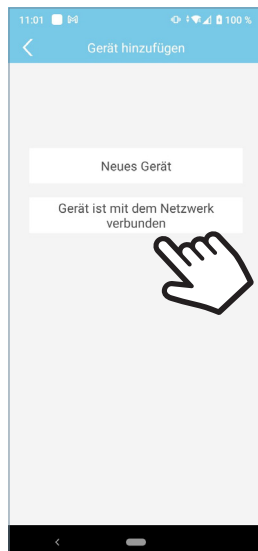 11:01 100 %
Gerät hinzufügen
Neues Gerät
Gerät ist mit dem Netzwerk
verbunden